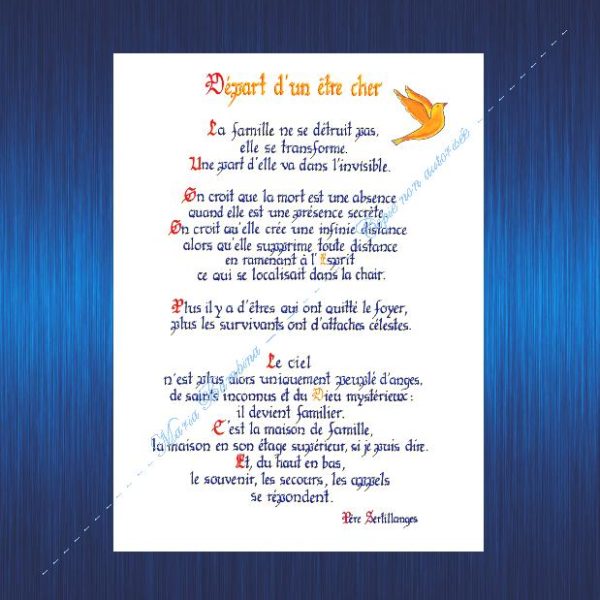 Départ d'un être cher
La famille ne se détruit pas,
elle se transforme.
Une part d'elle va dans l'invisible.
On croit que la mort est une absence
quand elle est une présence secrète
On croit qu'elle crée une infinie distance
alors qu'elle supprime toute distance
en ramenant à l'Esprit
ce qui se localisait dans la chair.
Plus il y a d'êtres qui ont quitté le foyer,
plus les survivants ont d'attaches célestes.
Le ciel
n'est plus alors uniquement peuplé d'anges,
de saints inconnus et du Dieu mystérieux :
il devient familier.
C'est la maison de famille,
la maison en son étage supérieur, si je puis dire.
Et, du haut en bas,
le souvenir, les secours, les appels
se répondent.
Père Sertillanges
Maria
Copie non autorisée